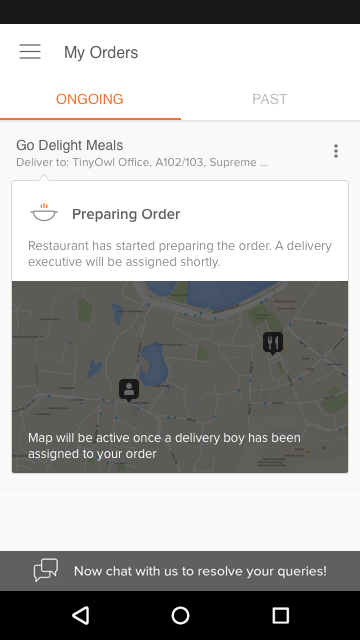 My Orders
ONGOING
PAST
Go Delight Meals
Deliver to: TinyOwl Office, A102/103, Supreme ...
Preparing Order
Restaurant has started preparing the order. A delivery
executive will be assigned shortly.
Map will be active once a delivery boy has been
assigned to your order
Now chat with us to resolve your queries!